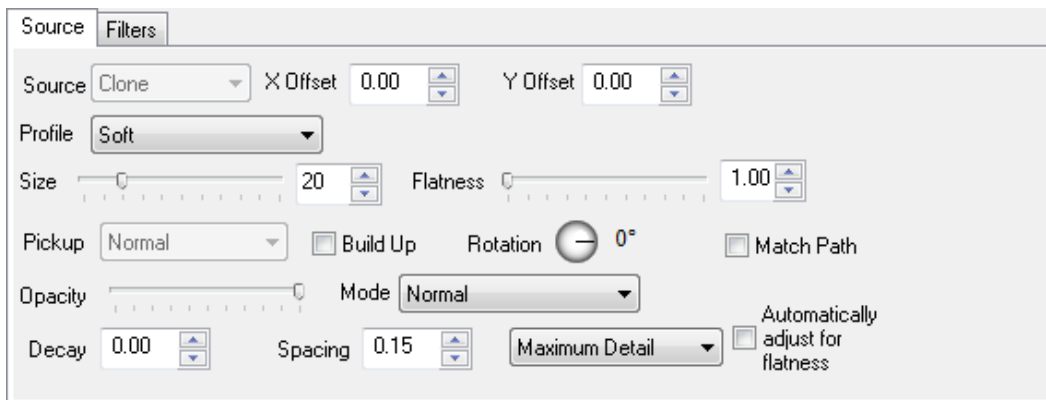 Source Filters
Source Clone X Offset 0.00 Y Offset 0.00
Profile Soft
Size 20 Flatness 1.00
Pickup Normal Build Up Rotation 0° Match Path
Opacity Mode Normal
Decay 0.00 Spacing 0.15 Maximum Detail Automatically
adjust for
flatness